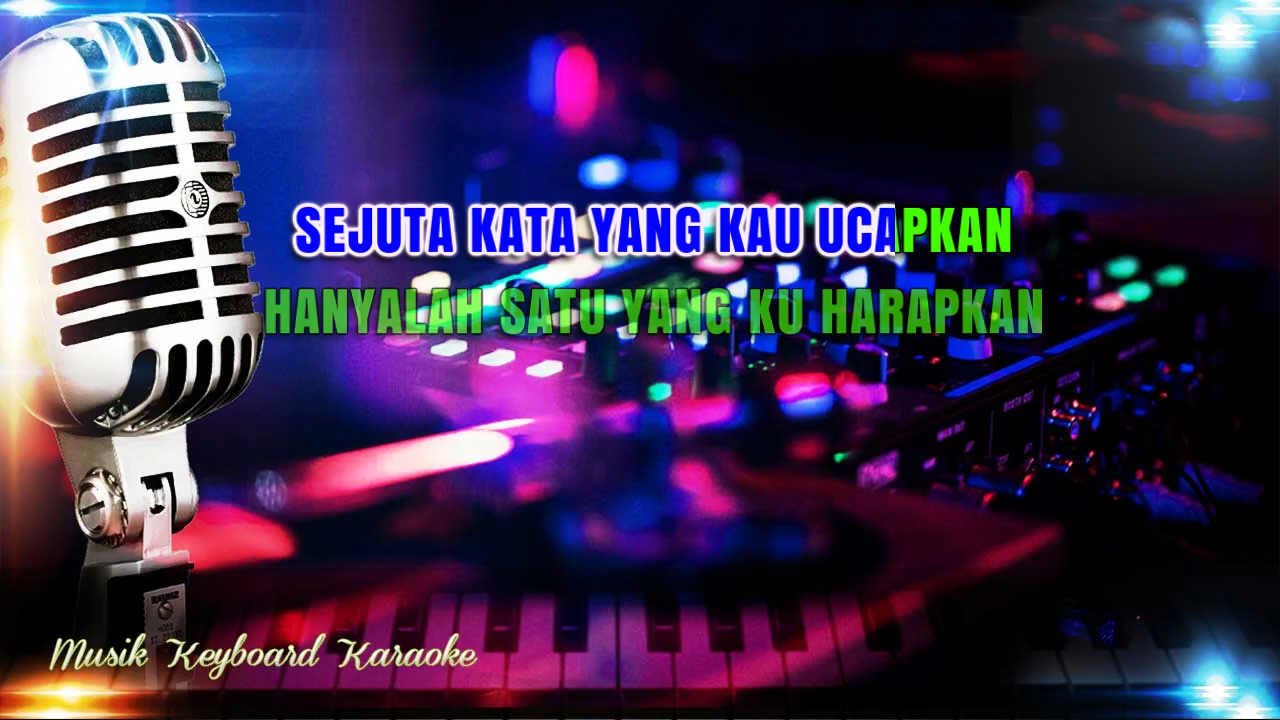 SEJUTA KATA YANG KAU UCAPKAN
HANYALAH SATU YANG KU HARAPKAN
Musik Keyboard Karaoke